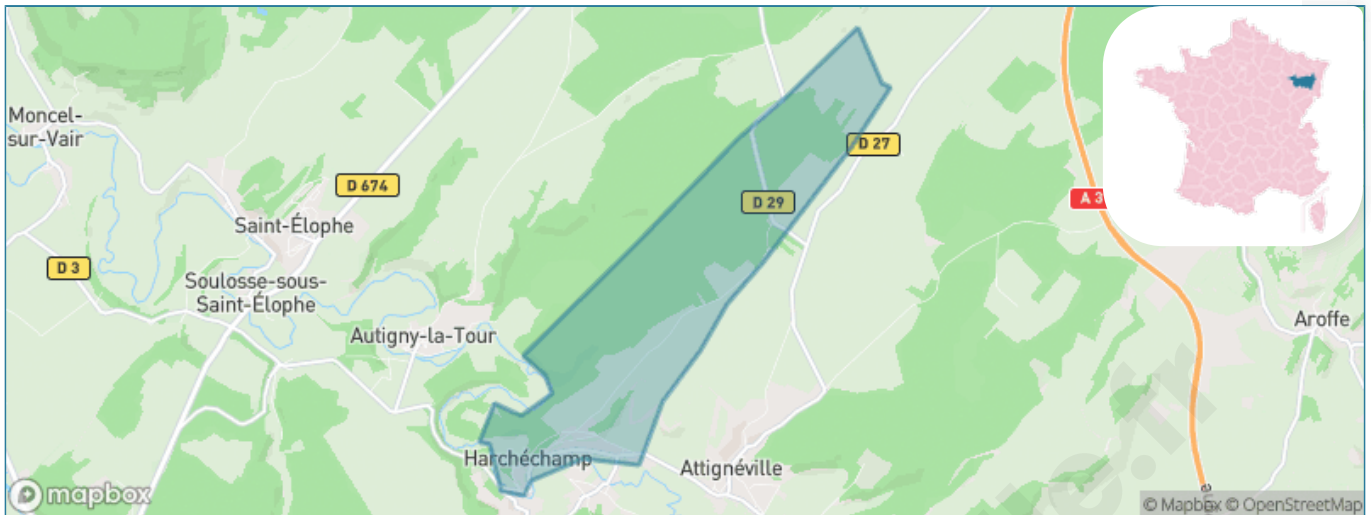 Moncel-
sur-Vair
D 674
D 27
Saint-Élophe
D 29
A 3
D 3
Soulosse-sous-
Saint-Élophe
Autigny-la-Tour
Aroffe
Harchéchamp
Attignéville
mapbox
© Mapbox © OpenStreetMap